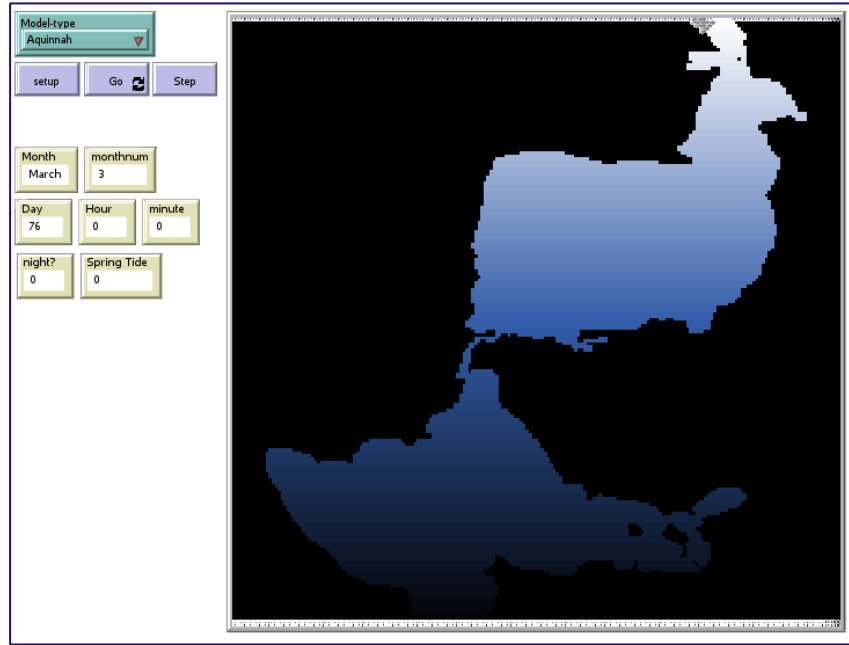 Model-type
Aquinnah
setup Go Step
Month monthnum
March 3
Day Hour minute
76 0 0
night? Spring Tide
0 0